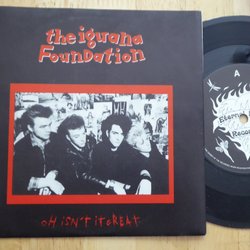 the iguana
Foundation
oH isn't it GREAt
A